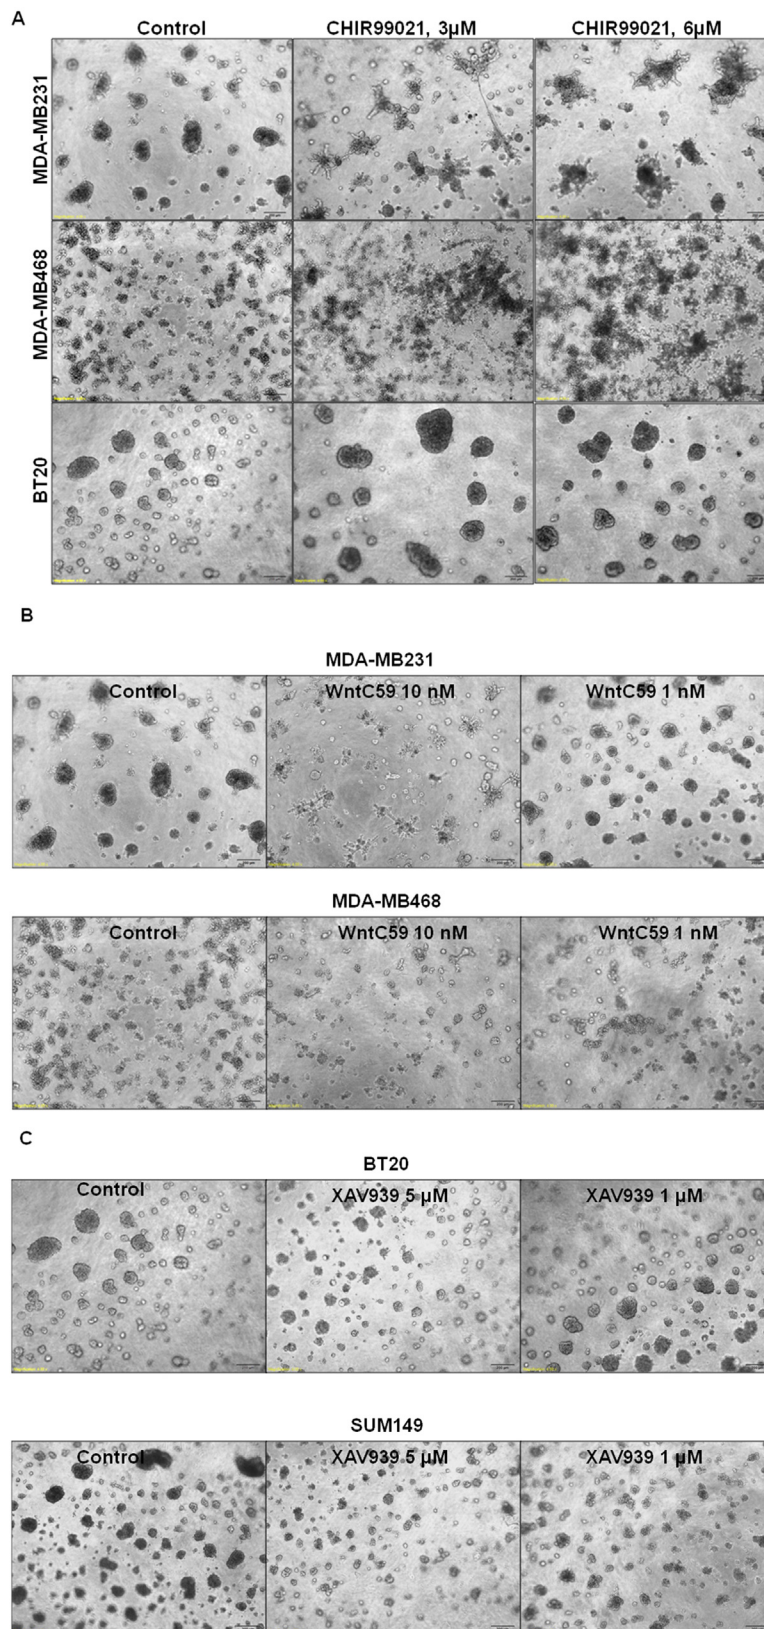 A
Control CHIR99021, 3µM CHIR99021, 6µM
MDA-MB231
MDA-MB468
BT20
B
MDA-MB231
Control WntC59 10 nM WntC59 1 nM
MDA-MB468
Control WntC59 10 nM WntC59 1 nM
C
BT20
Control XAV939 5 µM XAV939 1 µM
SUM149
Control XAV939 5 µM XAV939 1 µM